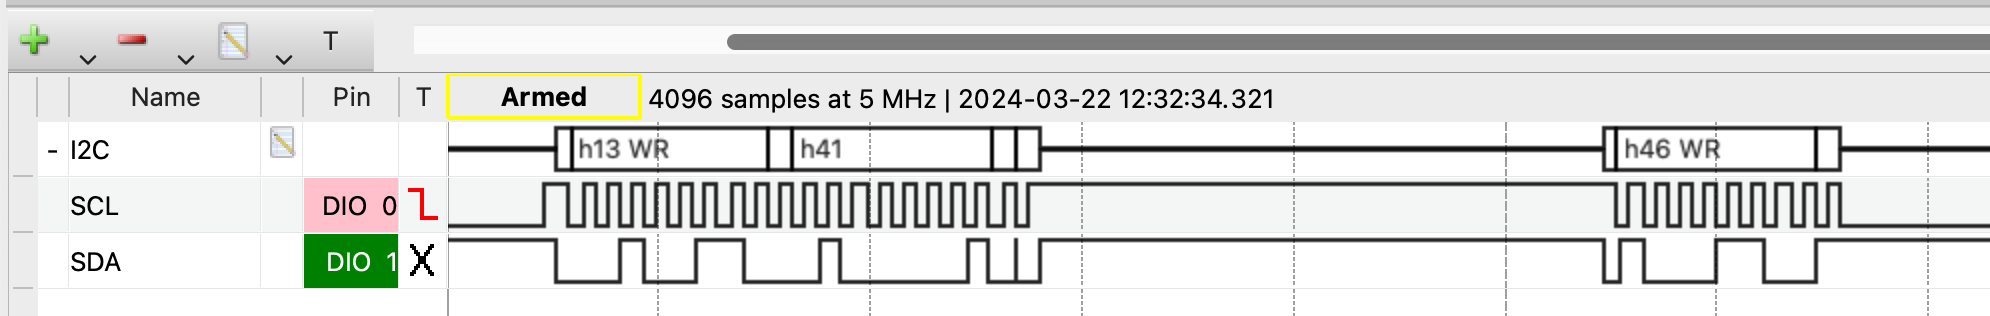 T
Name Pin T Armed 4096 samples at 5 MHz | 2024-03-22 12:32:34.321
- I2C h13 WR h41 h46 WR
SCL DIO 0
SDA DIO 1 X